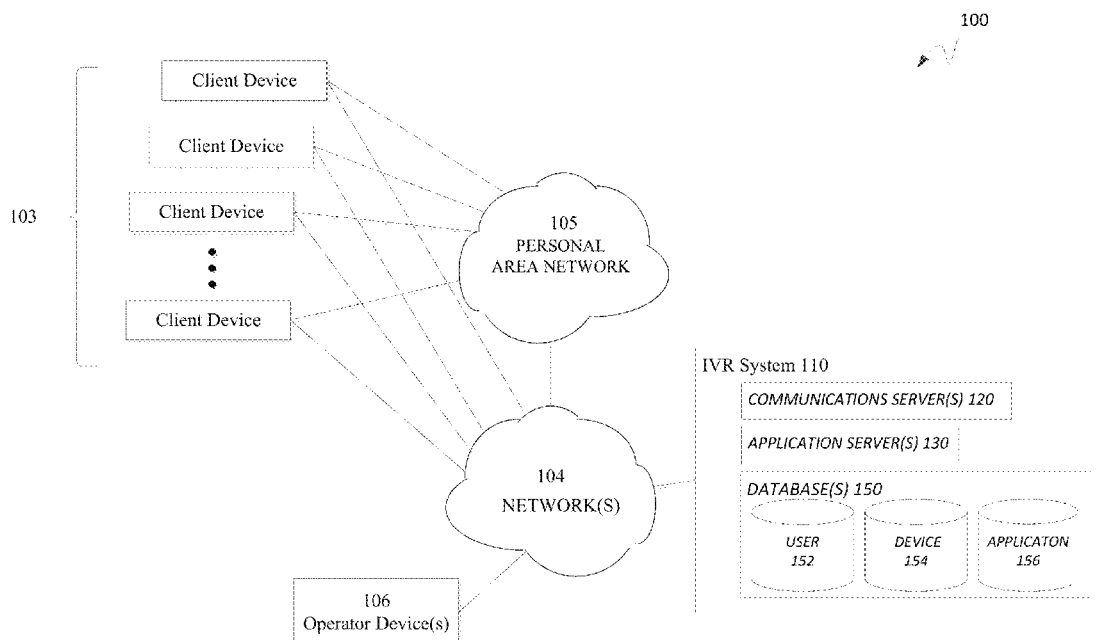 100
Client Device
Client Device
103
Client Device
Client Device
105
PERSONAL
AREA NETWORK
IVR System 110
COMMUNICATIONS SERVER(S) 120
APPLICATION SERVER(S) 130
DATABASE(S) 150
USER
152
DEVICE
154
APPLICATON
156
104
NETWORK(S)
106
Operator Device(s)